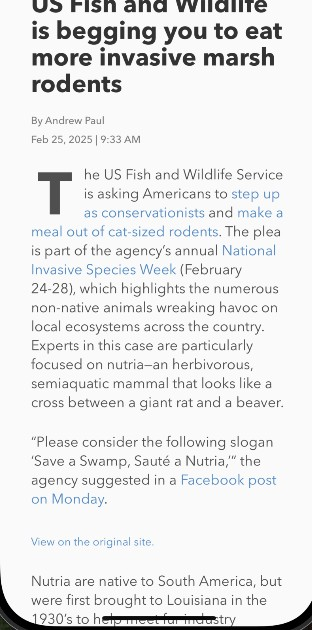 US Fish and Wildlife
is begging you to eat
more invasive marsh
rodents
By Andrew Paul
Feb 25, 2025 | 9:33 AM
The US Fish and Wildlife Service
is asking Americans to step up
as conservationists and make a
meal out of cat-sized rodents. The plea
is part of the agency’s annual National
Invasive Species Week (February
24-28), which highlights the numerous
non-native animals wreaking havoc on
local ecosystems across the country.
Experts in this case are particularly
focused on nutria—an herbivorous,
semiaquatic mammal that looks like a
cross between a giant rat and a beaver.
“Please consider the following slogan
‘Save a Swamp, Sauté a Nutria,’” the
agency suggested in a Facebook post
on Monday.
View on the original site.
Nutria are native to South America, but
were first brought to Louisiana in the
1930’s to help meet fur industry